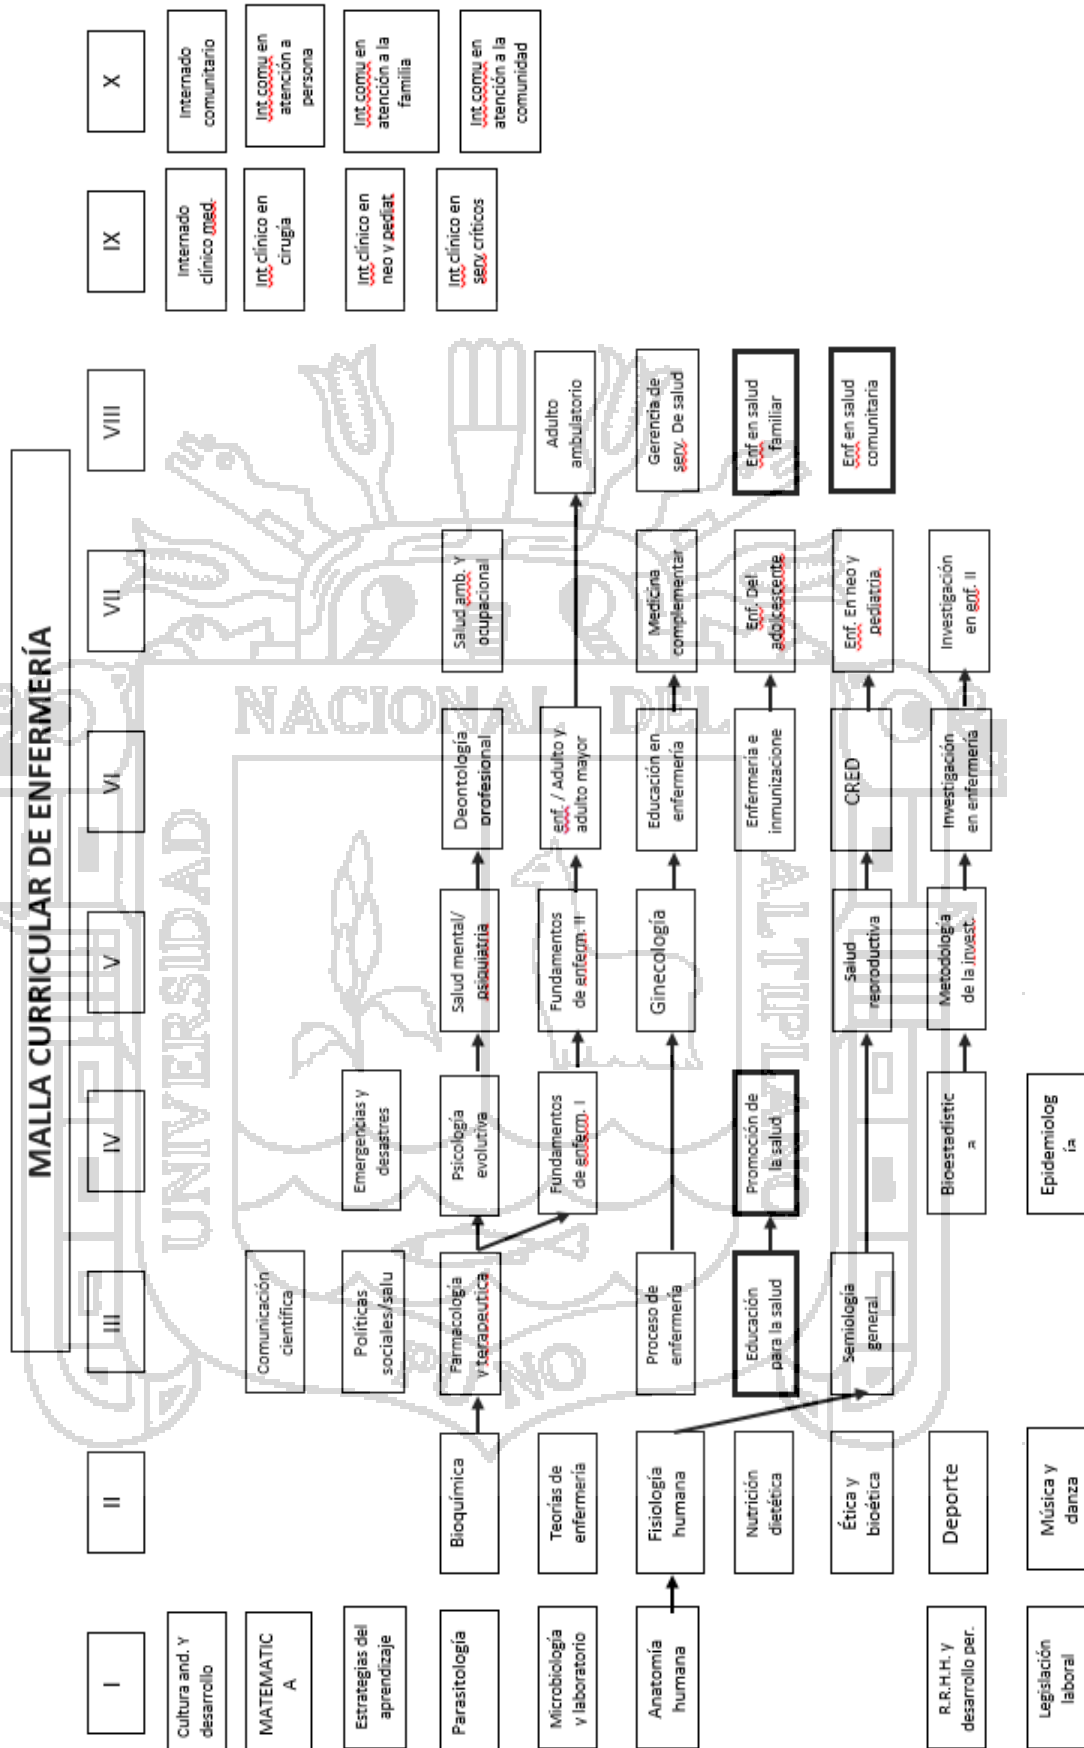 MALLA CURRICULAR DE ENFERMERÍA
I
II
III
IV
V
VI
VII
VIII
IX
X
Cultura and. Y
desarrollo
MATEMATIC
A
Estrategias del
aprendizaje
Parasitología
Microbiología
y laboratorio
Anatomía
humana
R.R.H.H. y
desarrollo per.
Legislación
laboral
Bioquímica
Teorías de
enfermería
Fisiología
humana
Nutrición
dietética
Ética y
bioética
Deporte
Música y
danza
Comunicación
científica
Políticas
sociales/salu
Farmacología
y terapeutica
Proceso de
enfermería
Educación
para la salud
Semiología
general
Emergencias y
desastres
Psicología
evolutiva
Fundamentos
de enferm. I
Promoción de
la salud
Bioestadístic
a
Epidemiolog
ía
Salud mental/
psiquiatria
Fundamentos
de enferm. II
Ginecología
Salud
reproductiva
Metodología
de la invest.
Deontología
profesional
enf. / Adulto y
adulto mayor
Educación en
enfermería
Enfermería e
inmunizacione
CRED
Investigación
en enfermería
Salud amb. Y
ocupacional
Medicina
complementar
Enf. Del
adolcescente
Enf. En neo y
pediatria
Investigación
en enf. II
Adulto
ambulatorio
Gerencia de
serv. De salud
Enf en salud
familiar
Enf en salud
comunitaria
Internado
clínico med.
Int clínico en
cirugía
Int clínico en
neo y pediat
Int clínico en
serv críticos
Internado
comunitario
Int comu en
atención a
persona
Int comu en
atención a la
familia
Int comu en
atención a la
comunidad
UNIVERSIDAD
NACIONAL DEL
ALTIPLANO
PUNO